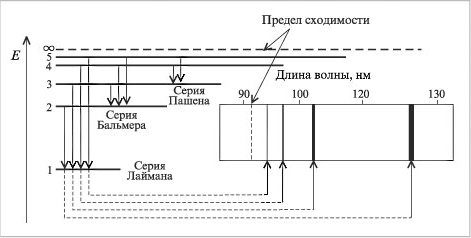 Предел сходимости
E
∞
5
4
3
2
1
Серия
Пашена
Серия
Бальмера
Серия
Лаймана
Длина волны, нм
90 100 120 130